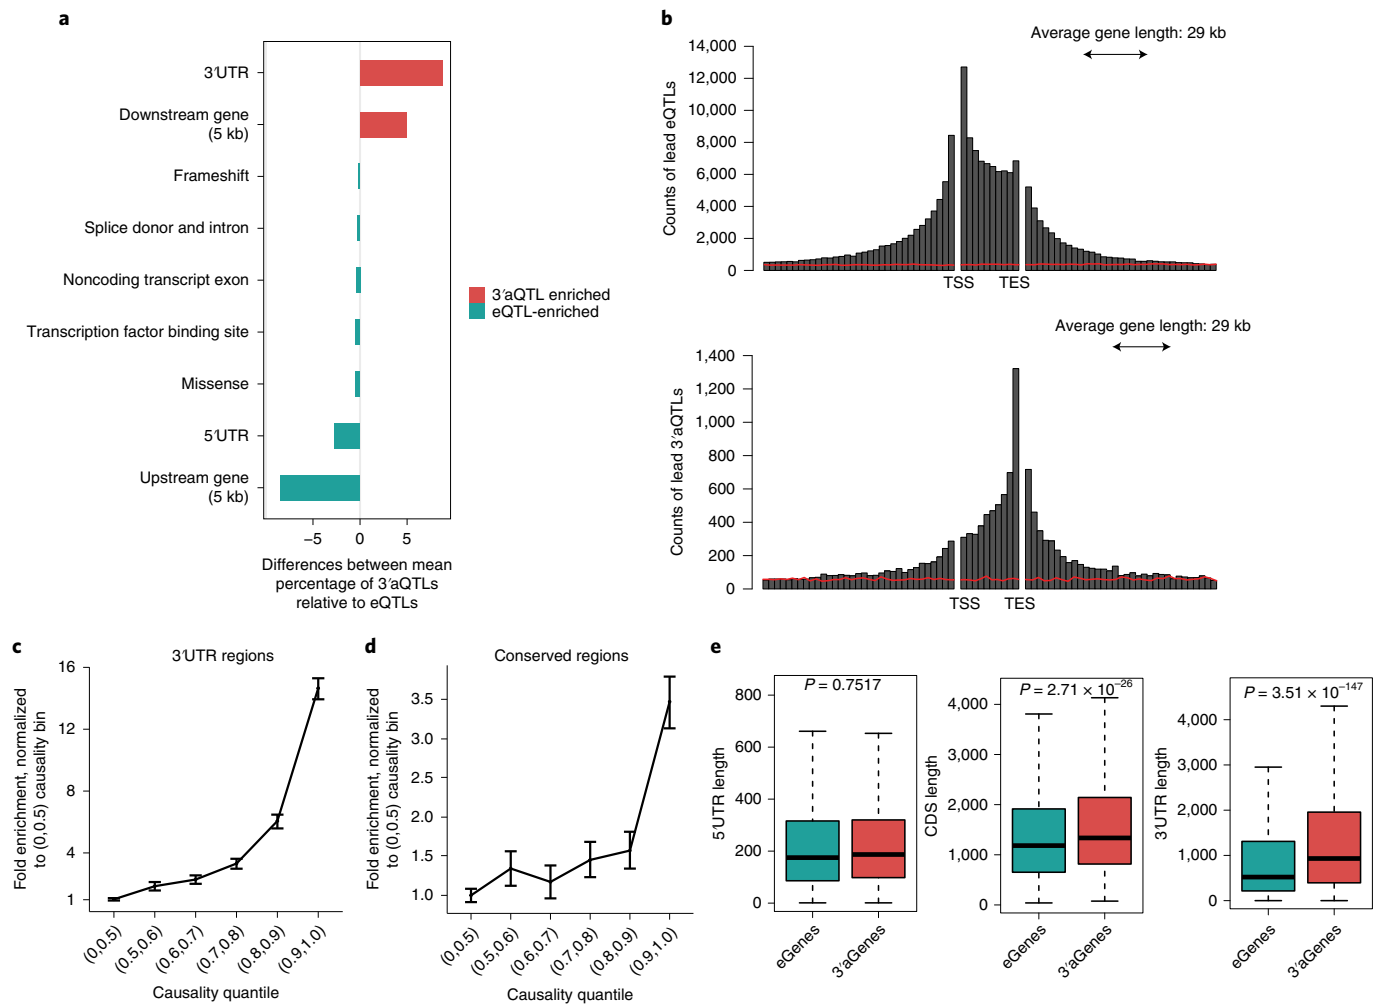 a
3′UTR
Downstream gene
(5 kb)
Frameshift
Splice donor and intron
Noncoding transcript exon
Transcription factor binding site
Missense
5′UTR
Upstream gene
(5 kb)
−5
0
5
Differences between mean
percentage of 3′aQTLs
relative to eQTLs
3′aQTL enriched
eQTL-enriched
b
Average gene length: 29 kb
Counts of lead eQTLs
14,000
12,000
10,000
8,000
6,000
4,000
2,000
0
TSS
TES
Average gene length: 29 kb
Counts of lead 3′aQTLs
1,400
1,200
1,000
800
600
400
200
0
TSS
TES
c
3′UTR regions
Fold enrichment, normalized
to (0,0.5) causality bin
16
12
8
4
1
(0,0.5)
(0.5,0.6)
(0.6,0.7)
(0.7,0.8)
(0.8,0.9)
(0.9,1.0)
Causality quantile
d
Conserved regions
Fold enrichment, normalized
to (0,0.5) causality bin
3.5
3.0
2.5
2.0
1.5
1.0
(0,0.5)
(0.5,0.6)
(0.6,0.7)
(0.7,0.8)
(0.8,0.9)
(0.9,1.0)
Causality quantile
e
P = 0.7517
5′UTR length
800
600
400
200
0
eGenes
3′aGenes
P = 2.71 × 10−26
CDS length
4,000
3,000
2,000
1,000
0
eGenes
3′aGenes
P = 3.51 × 10−147
3′UTR length
4,000
3,000
2,000
1,000
0
eGenes
3′aGenes